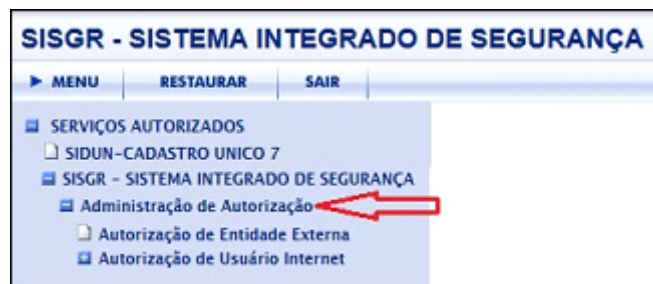 SISGR - SISTEMA INTEGRADO DE SEGURANÇA
MENU RESTAURAR SAIR
SERVIÇOS AUTORIZADOS
SIDUN-CADASTRO UNICO 7
SISGR - SISTEMA INTEGRADO DE SEGURANÇA
Administração de Autorização
Autorização de Entidade Externa
Autorização de Usuário Internet